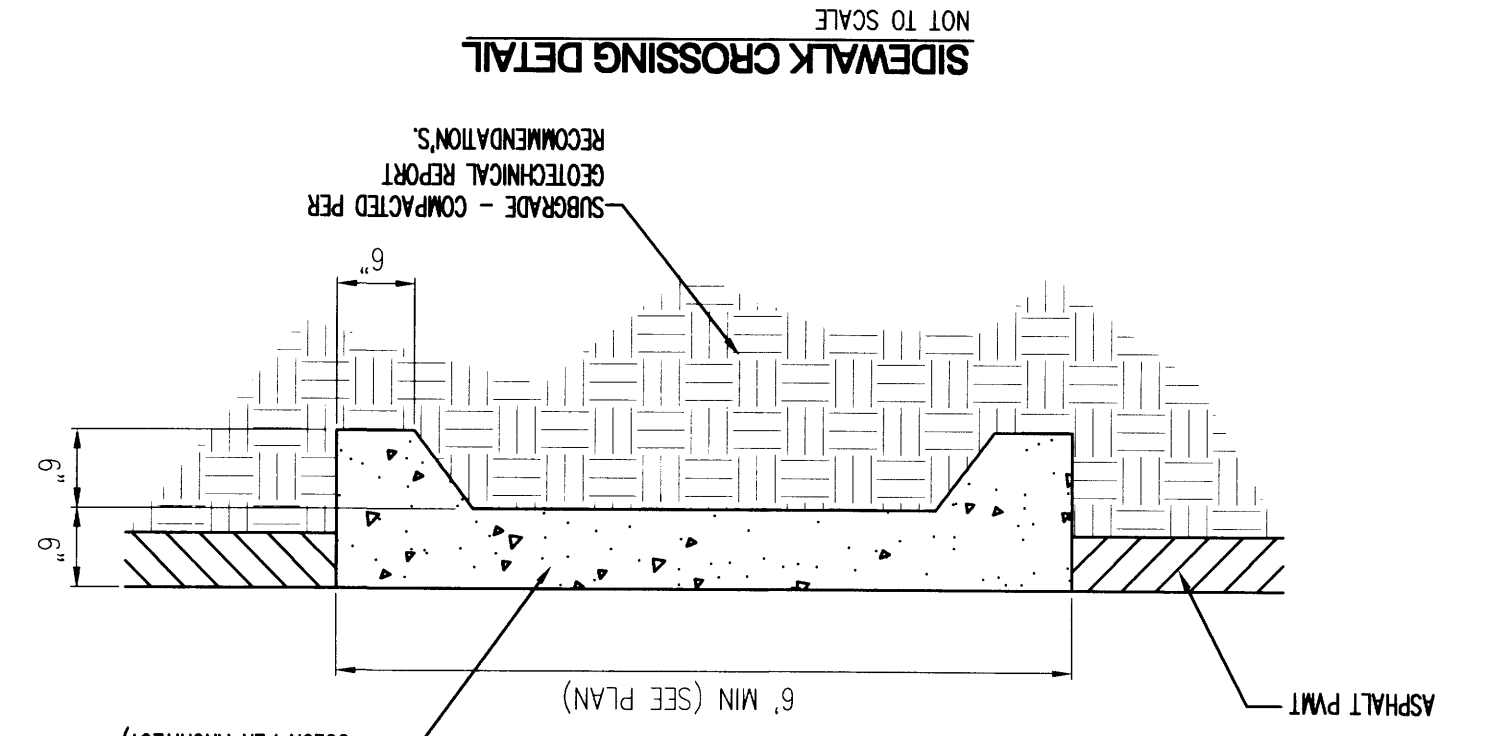 ASPHALT PVMT
6' MIN (SEE PLAN)
6"
6"
6"
SUBGRADE - COMPACTED PER
GEOTECHNICAL REPORT
RECOMMENDATION'S.
SIDEWALK CROSSING DETAIL
NOT TO SCALE